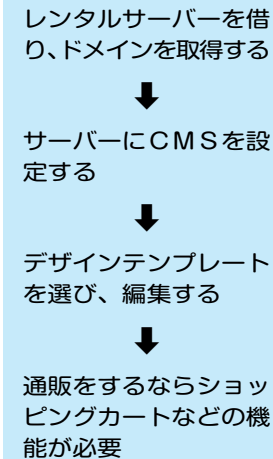 レンタルサーバーを借
り、ドメインを取得する
サーバーにＣＭＳを設
定する
デザインテンプレート
を選び、編集する
通販をするならショッ
ピングカートなどの機
能が必要